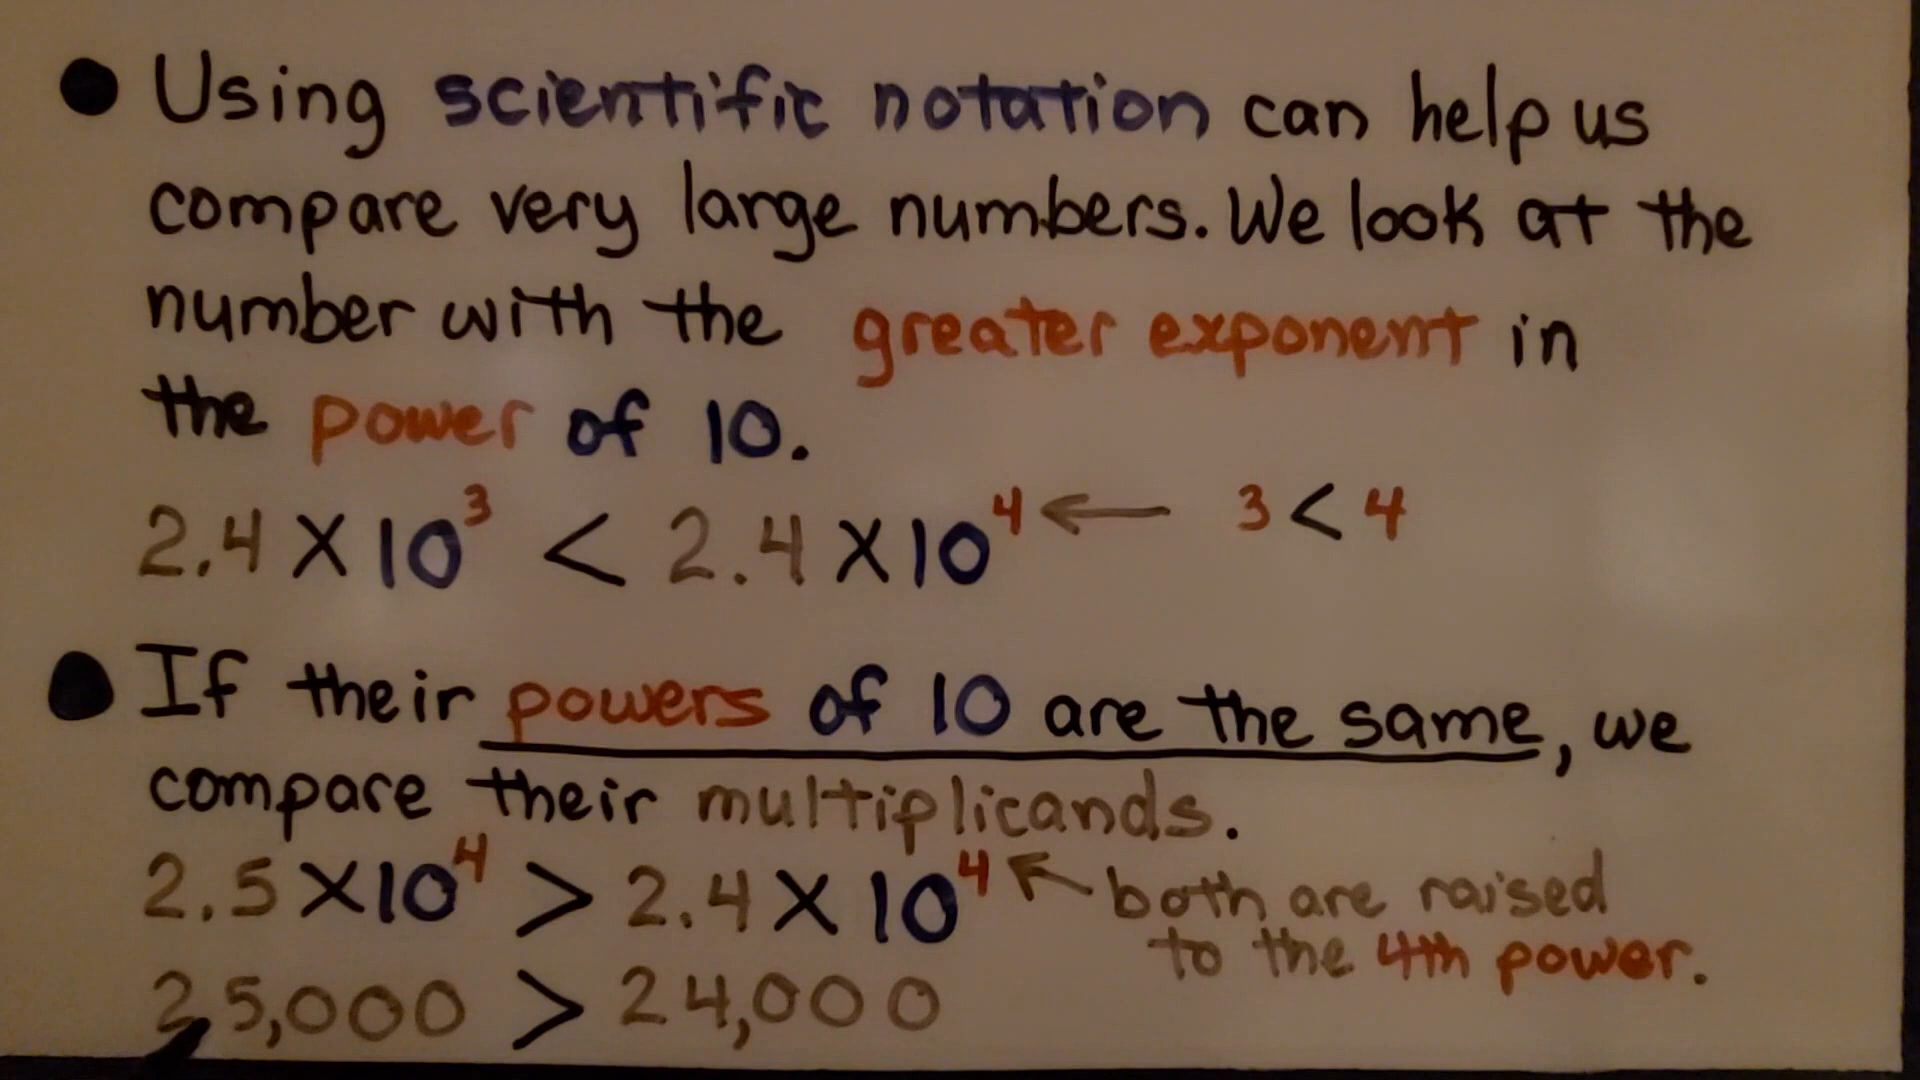 ● Using scientific notation can help us
compare very large numbers. We look at the
number with the greater exponent in
the power of 10.
2.4 × 10³ < 2.4 × 10⁴ ← 3 < 4
● If their powers of 10 are the same, we
compare their multiplicands.
2.5 × 10⁴ > 2.4 × 10⁴ ↖ both are raised
to the 4th power.
25,000 > 24,000